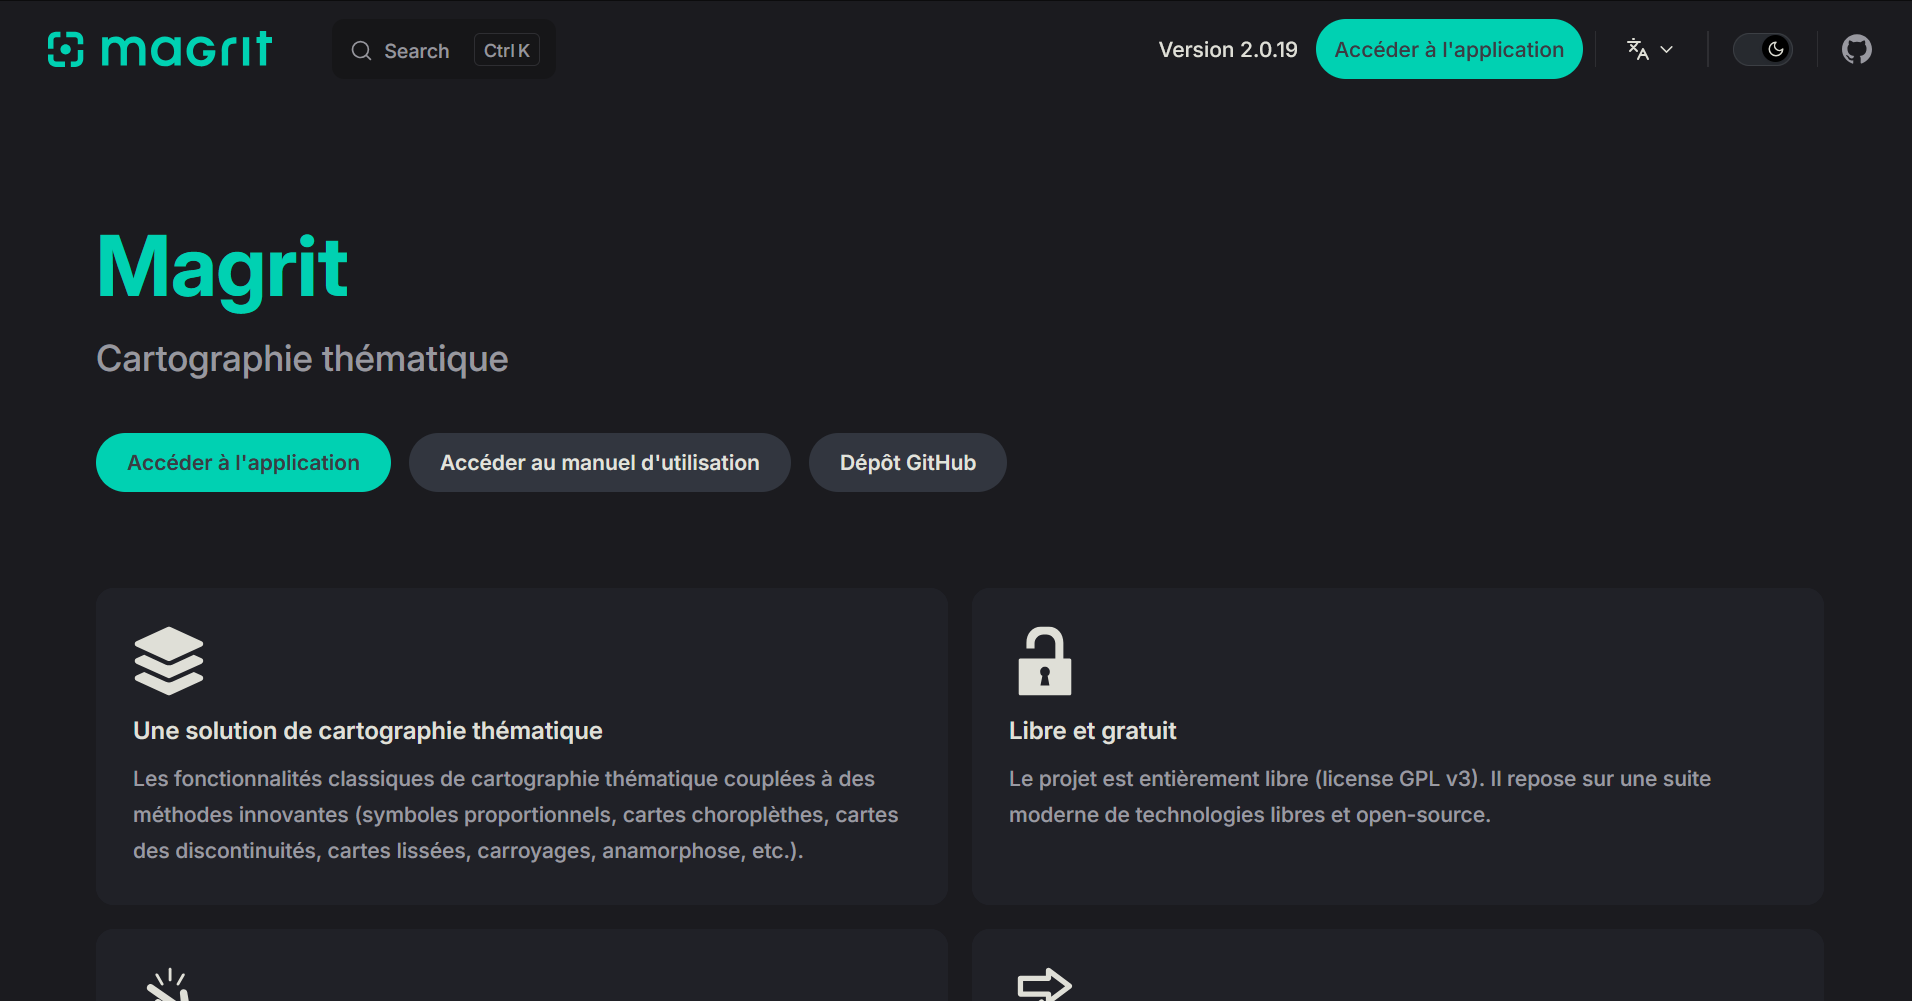 magrit
Search
Ctrl K
Version 2.0.19
Accéder à l'application
Magrit
Cartographie thématique
Accéder à l'application
Accéder au manuel d'utilisation
Dépôt GitHub
Une solution de cartographie thématique
Les fonctionnalités classiques de cartographie thématique couplées à des
méthodes innovantes (symboles proportionnels, cartes choroplèthes, cartes
des discontinuités, cartes lissées, carroyages, anamorphose, etc.).
Libre et gratuit
Le projet est entièrement libre (license GPL v3). Il repose sur une suite
moderne de technologies libres et open-source.